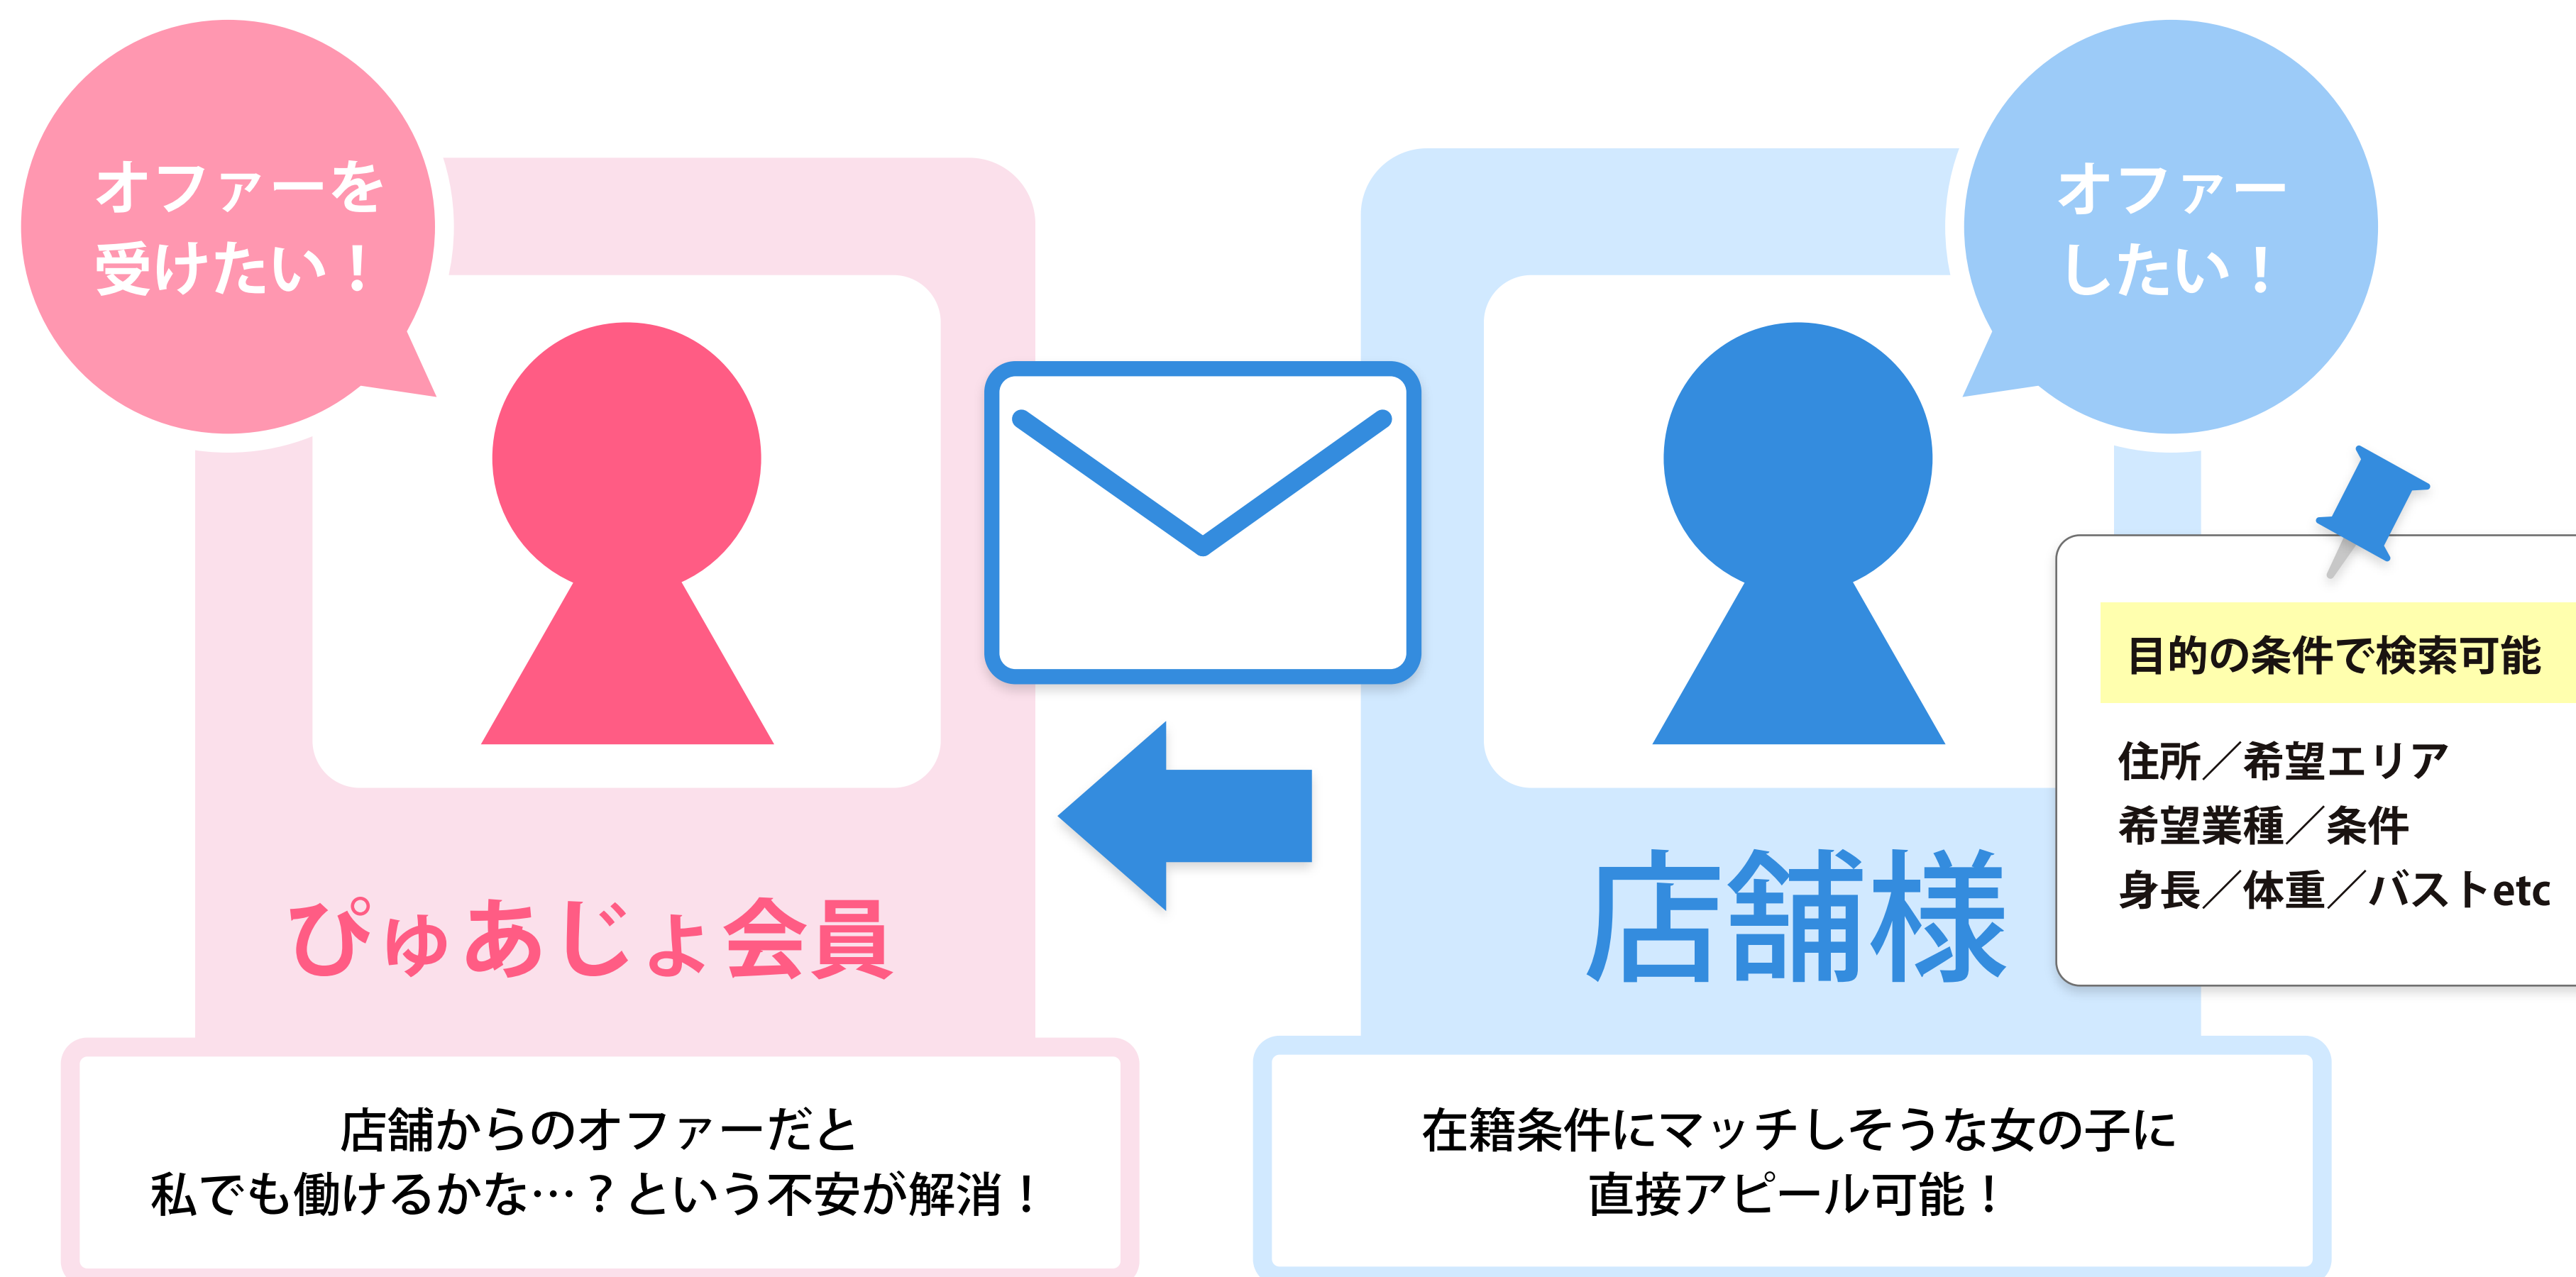 オファーを
受けたい！
ぴゅあじょ会員
店舗からのオファーだと
私でも働けるかな…？という不安が解消！
オファー
したい！
店舗様
目的の条件で検索可能
住所／希望エリア
希望業種／条件
身長／体重／バストetc
在籍条件にマッチしそうな女の子に
直接アピール可能！